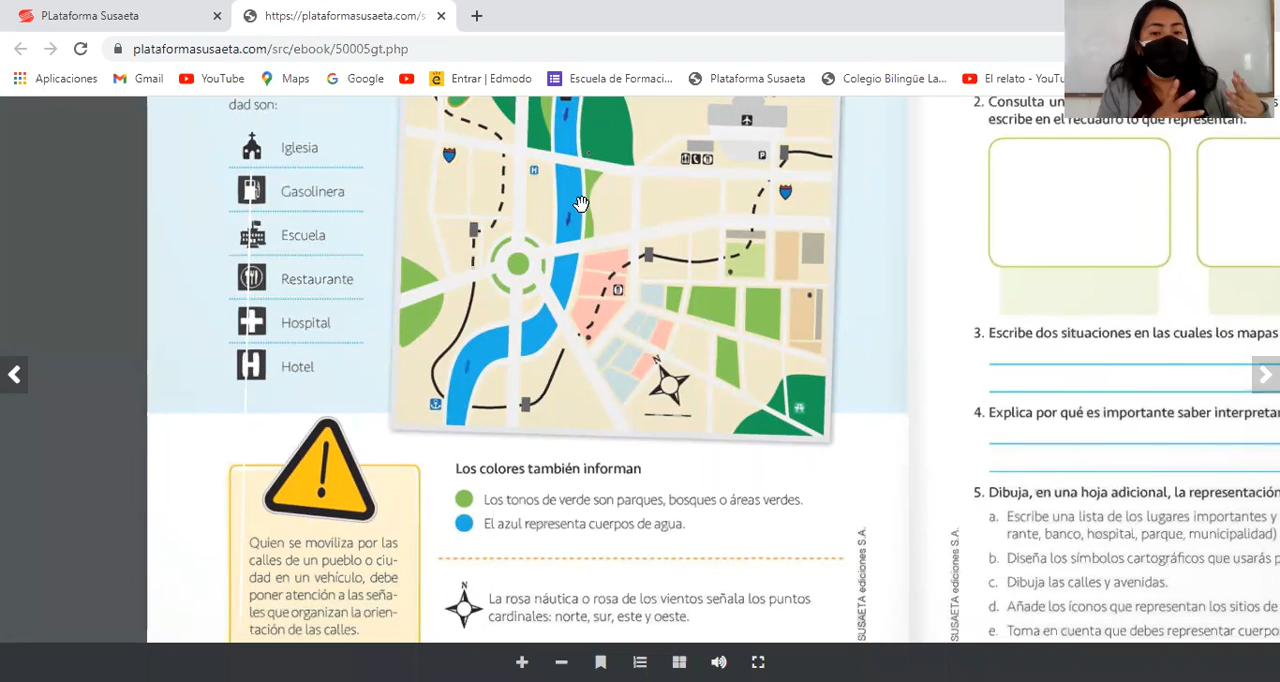 PLataforma Susaeta
https://plataformasusaeta.com/s
plataformasusaeta.com/src/ebook/50005gt.php
Aplicaciones
Gmail
YouTube
Maps
Google
Entrar | Edmodo
Escuela de Formaci...
Plataforma Susaeta
Colegio Bilingüe La...
El relato - YouTu
dad son:
Iglesia
Gasolinera
Escuela
Restaurante
Hospital
H
Hotel
H
P
N
Quien se moviliza por las
calles de un pueblo o ciu-
dad en un vehículo, debe
poner atención a las seña-
les que organizan la orien-
tación de las calles.
Los colores también informan
Los tonos de verde son parques, bosques o áreas verdes.
El azul representa cuerpos de agua.
N
La rosa náutica o rosa de los vientos señala los puntos
cardinales: norte, sur, este y oeste.
SUSAETA ediciones S.A.
SUSAETA ediciones S.A.
2. Consulta un
escribe en el recuadro lo que representan.
3. Escribe dos situaciones en las cuales los mapas
4. Explica por qué es importante saber interpretar
5. Dibuja, en una hoja adicional, la representación
a. Escribe una lista de los lugares importantes y
rante, banco, hospital, parque, municipalidad)
b. Diseña los símbolos cartográficos que usarás p
c. Dibuja las calles y avenidas.
d. Añade los íconos que representan los sitios de
e. Toma en cuenta que debes representar cuerpo